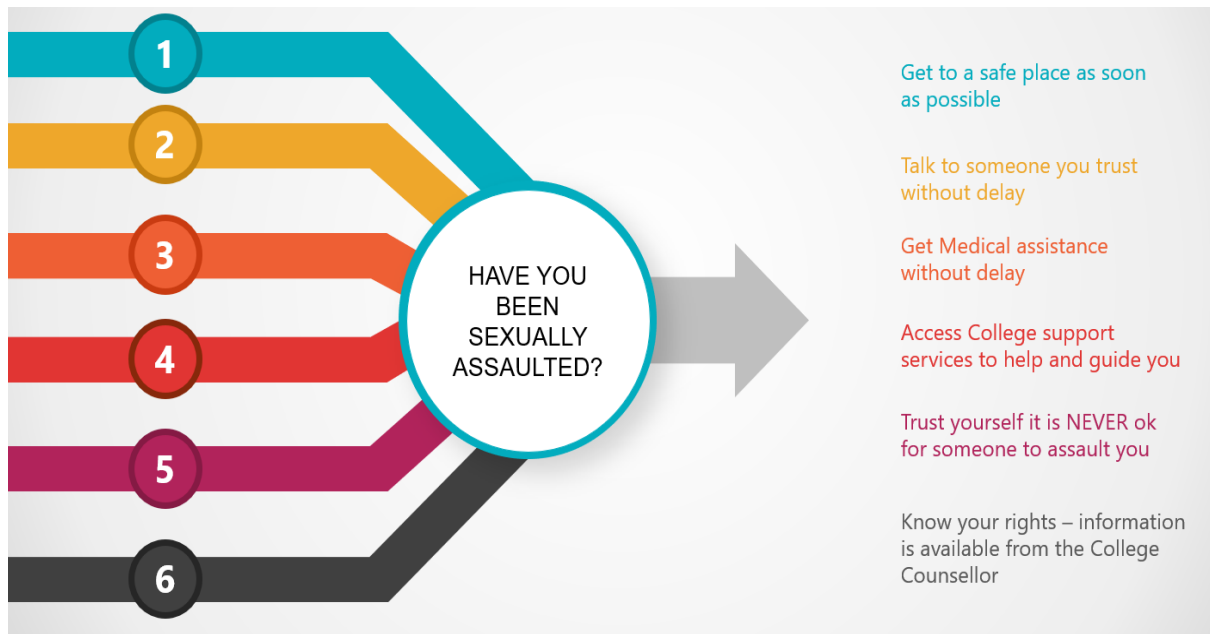 1
2
3
4
5
6
HAVE YOU
BEEN
SEXUALLY
ASSAULTED?
Get to a safe place as soon
as possible
Talk to someone you trust
without delay
Get Medical assistance
without delay
Access College support
services to help and guide you
Trust yourself it is NEVER ok
for someone to assault you
Know your rights – information
is available from the College
Counsellor